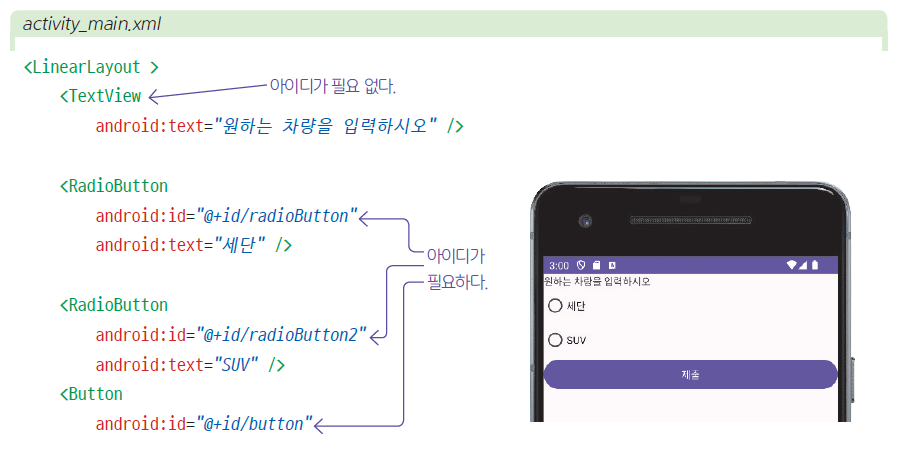 activity_main.xml
<LinearLayout >
<TextView
아이디가 필요 없다.
android:text="원하는 차량을 입력하시오" />
<RadioButton
android:id="@+id/radioButton"
android:text="세단" />
아이디가
필요하다.
<RadioButton
android:id="@+id/radioButton2"
android:text="SUV" />
<Button
android:id="@+id/button"
3:00
원하는 차량을 입력하시오
세단
SUV
제출